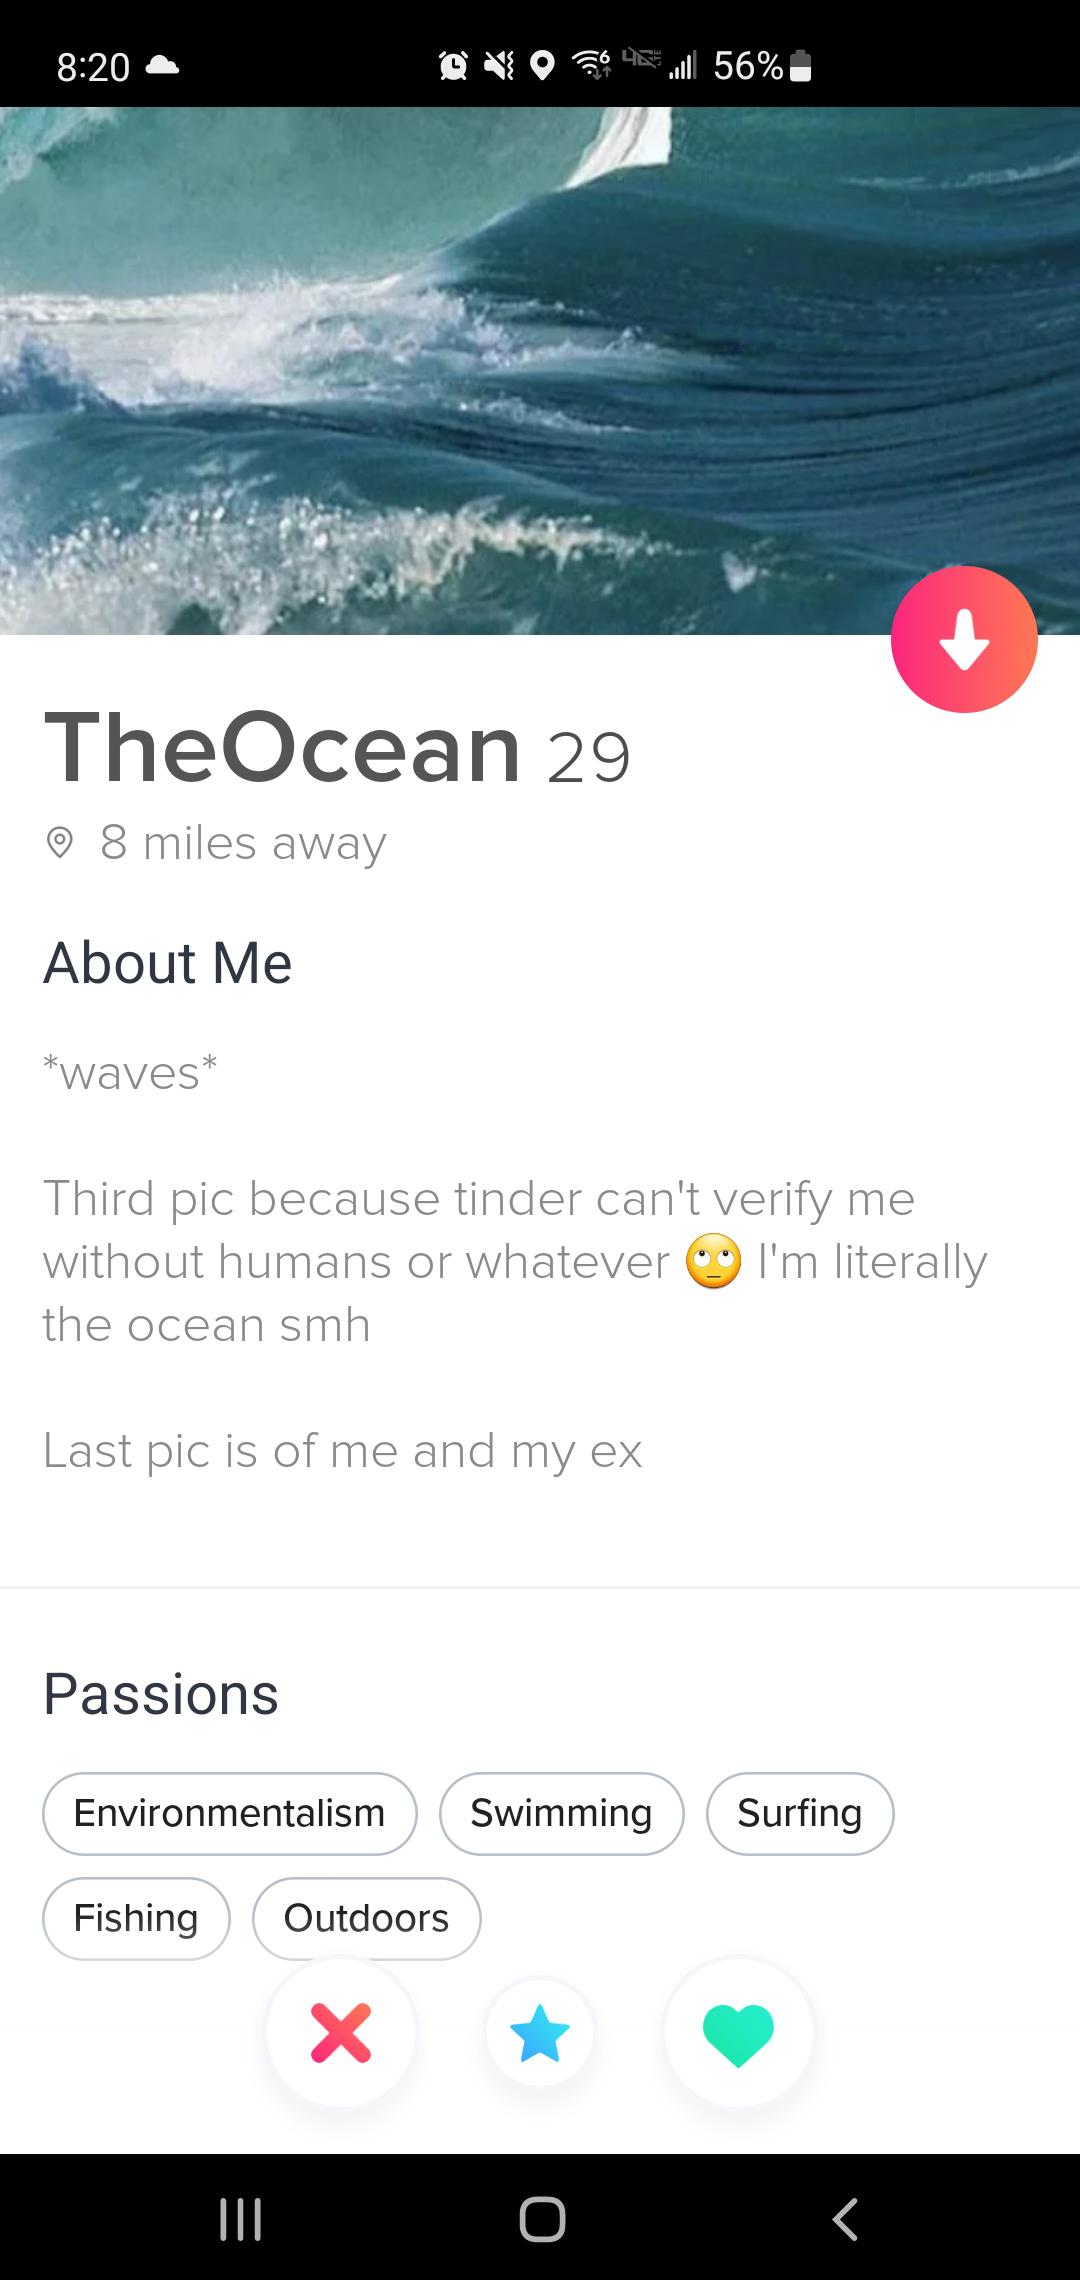 8:20
56%
TheOcean 29
8 miles away
About Me
*waves*
Third pic because tinder can't verify me
without humans or whatever 🙄 I'm literally
the ocean smh
Last pic is of me and my ex
Passions
Environmentalism Swimming Surfing
Fishing Outdoors